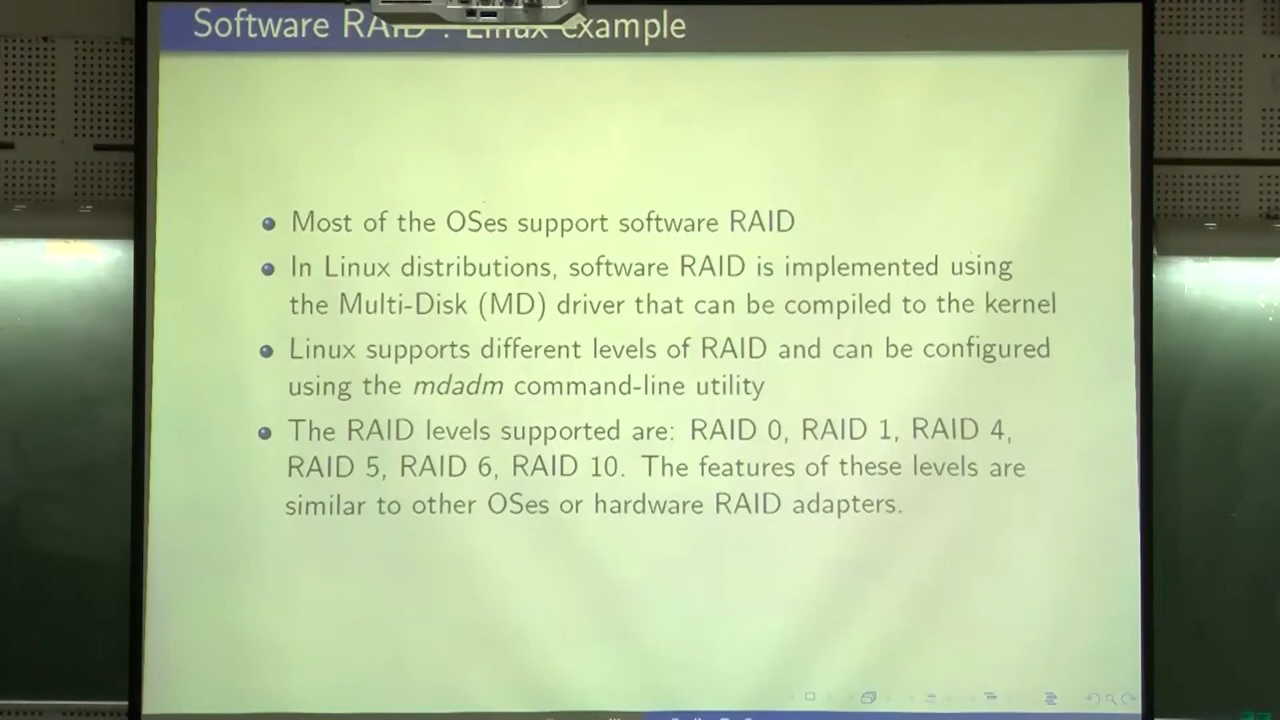 Software RAID : Linux example
Most of the OSes support software RAID
In Linux distributions, software RAID is implemented using
the Multi-Disk (MD) driver that can be compiled to the kernel
Linux supports different levels of RAID and can be configured
using the mdadm command-line utility
The RAID levels supported are: RAID 0, RAID 1, RAID 4,
RAID 5, RAID 6, RAID 10. The features of these levels are
similar to other OSes or hardware RAID adapters.